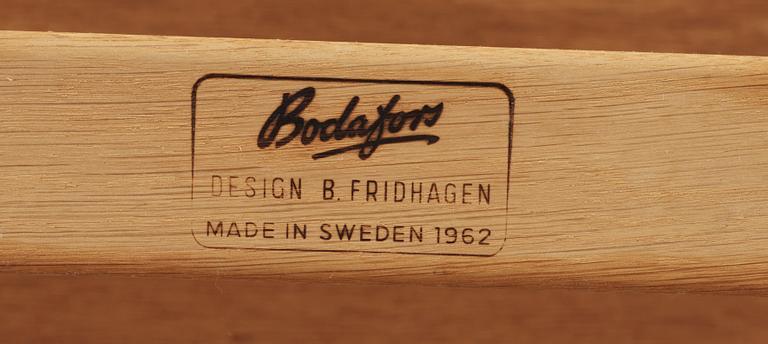 Bodafors
DESIGN B. FRIDHAGEN
MADE IN SWEDEN 1962